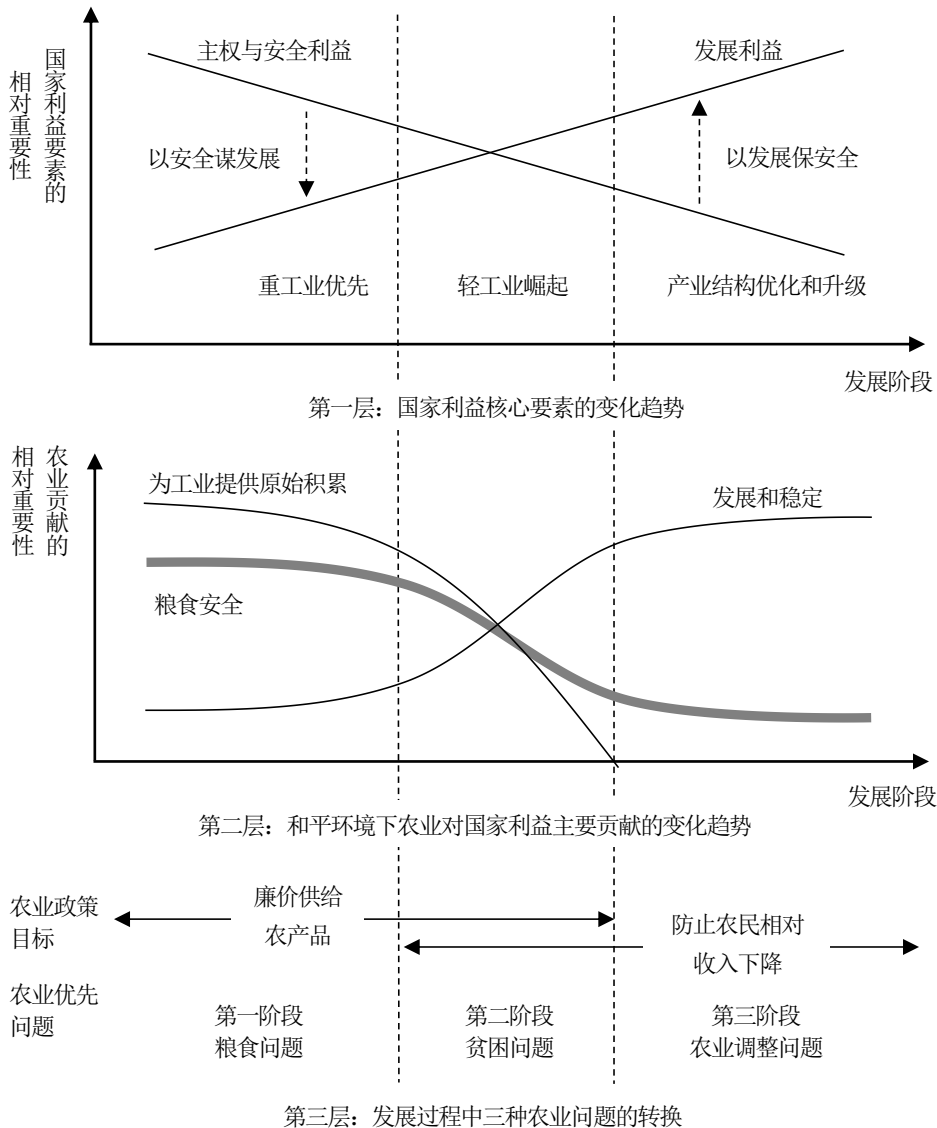 国家利益要素的
相对重要性
主权与安全利益
发展利益
以安全谋发展
以发展保安全
重工业优先
轻工业崛起
产业结构优化和升级
发展阶段
第一层：国家利益核心要素的变化趋势
农业贡献的
相对重要性
为工业提供原始积累
发展和稳定
粮食安全
发展阶段
第二层：和平环境下农业对国家利益主要贡献的变化趋势
农业政策
目标
廉价供给
农产品
防止农民相对
收入下降
农业优先
问题
第一阶段
粮食问题
第二阶段
贫困问题
第三阶段
农业调整问题
第三层：发展过程中三种农业问题的转换